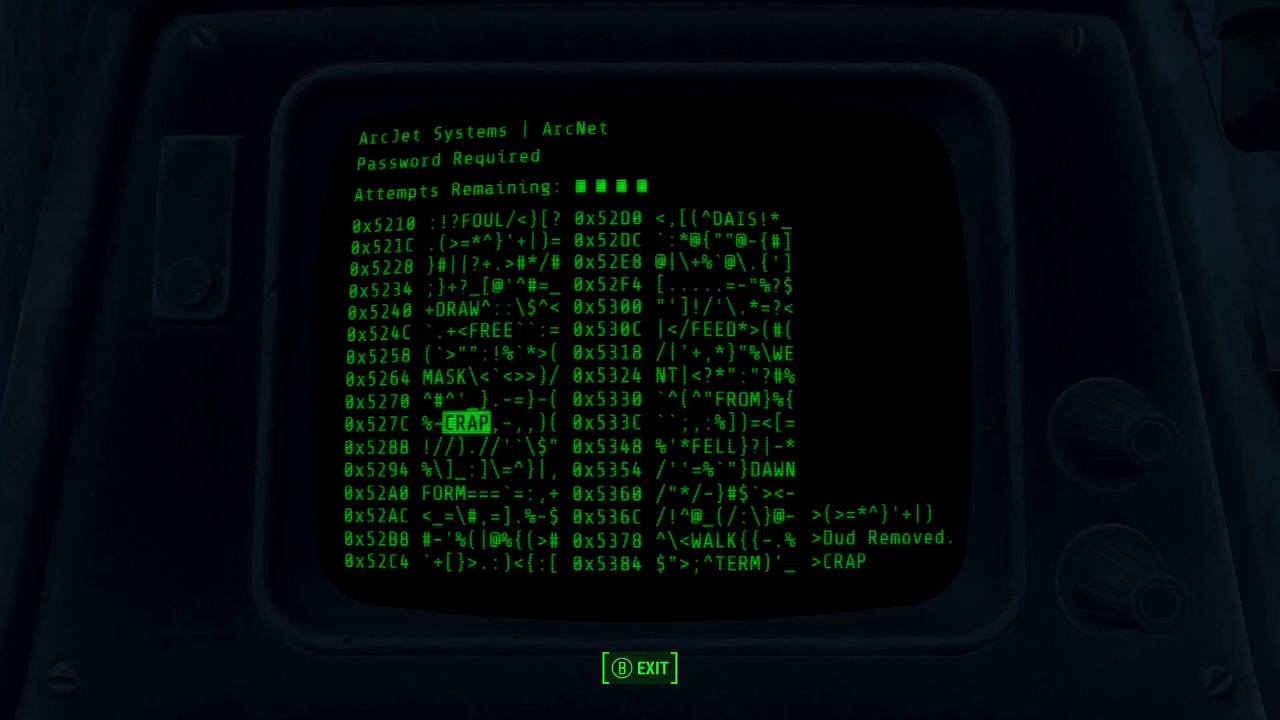 ArcJet Systems | ArcNet
Password Required
Attempts Remaining:
0x5210 :!?FOUL/<}[? 0x52D0 <,[(^DAIS!*_
0x521C .(>=*^}'+|)= 0x52DC `:*@{""@-{#]
0x5228 }#||?+.>#*/# 0x52E8 @|\+%`@\.{']
0x5234 ;}+?_[@'^#=_ 0x52F4 [.....=-"%?$
0x5240 +DRAW^::\$^< 0x5300 "']!/'\.*=?<
0x524C `.+<FREE``:= 0x530C |</FEED*>(#(
0x5258 (`>"":!%`*>( 0x5318 /|'+,*}"%\WE
0x5264 MASK\<`<>>)/ 0x5324 NT|<?*":"?#%
0x5270 ^#^'_}.-=}-( 0x5330 `^(^"FROM}%{
0x527C %-CRAP,-,,)( 0x533C ``;,:%])=<[=
0x5288 !//).//'`\$" 0x5348 %'*FELL}?|-*
0x5294 %\]_:]\=^}|, 0x5354 /''=%`"}DAWN
0x52A0 FORM===`=:,+ 0x5360 /"*/-}#$`><-
0x52AC <_=\#,=].%-$ 0x536C /!^@_(/:\}@- >(>=*^}'+|)
0x52B8 #-'%(|@%{(># 0x5378 ^\<WALK{{-.% >Dud Removed.
0x52C4 `+[}>.:}<{:[ 0x5384 $">;^TERM)'_ >CRAP
B EXIT